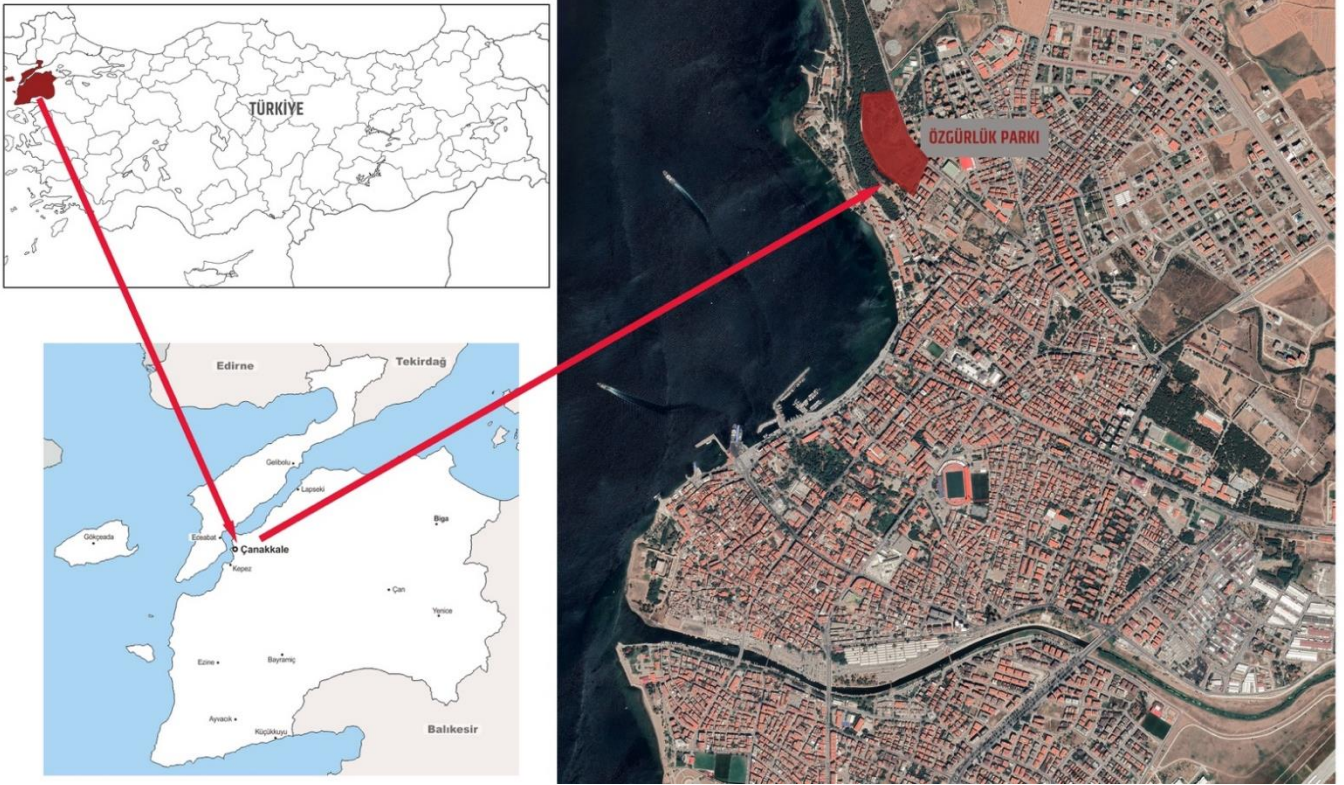 TÜRKİYE
ÖZGÜRLÜK PARKI
Edirne
Tekirdağ
Gelibolu
Lapseki
Biga
Gökçeada
Eceabat
Çanakkale
Kepez
Çan
Yenice
Ezine
Bayramiç
Ayvacık
Küçükkuyu
Balıkesir